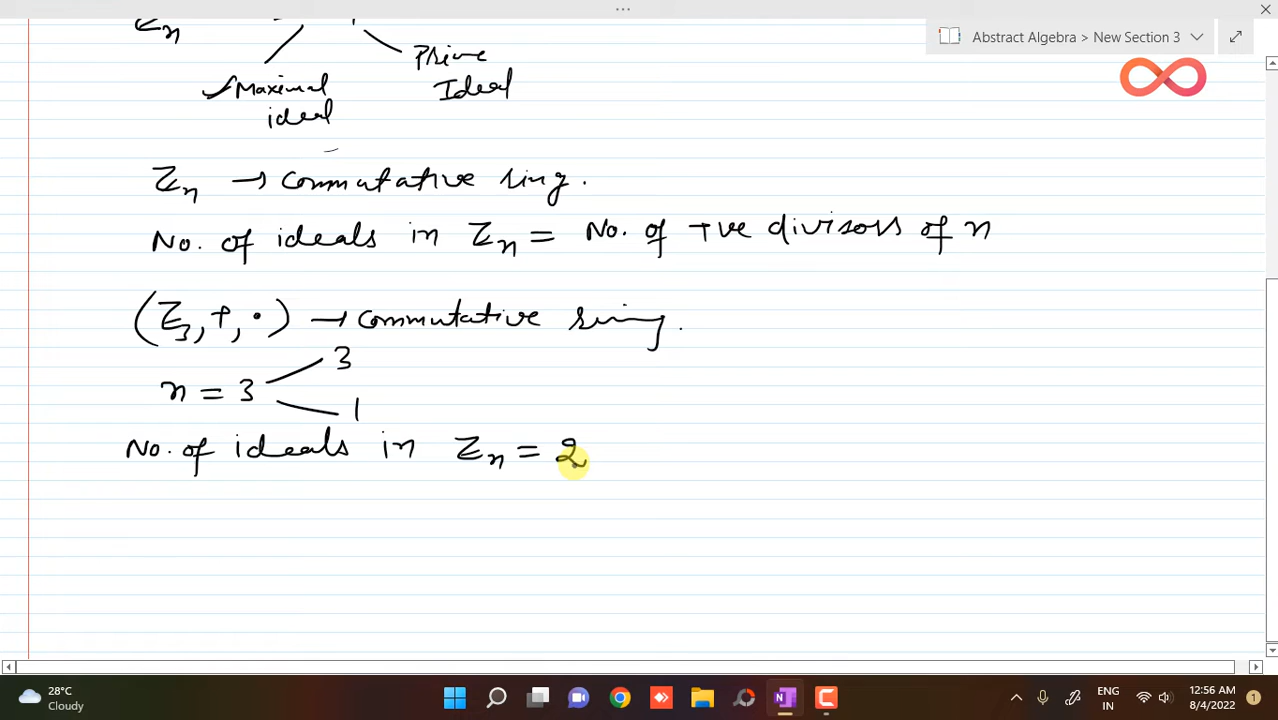 ...
Abstract Algebra > New Section 3
Zn
Prime
Ideal
✓Maximal
ideal
Zn → Commutative ring.
No. of ideals in Zn = No. of +ve divisors of n
(Z3, +, ·) → Commutative ring.
n = 3
3
1
No. of ideals in Zn = 2
28°C
Cloudy
ENG
IN
12:56 AM
8/4/2022
1